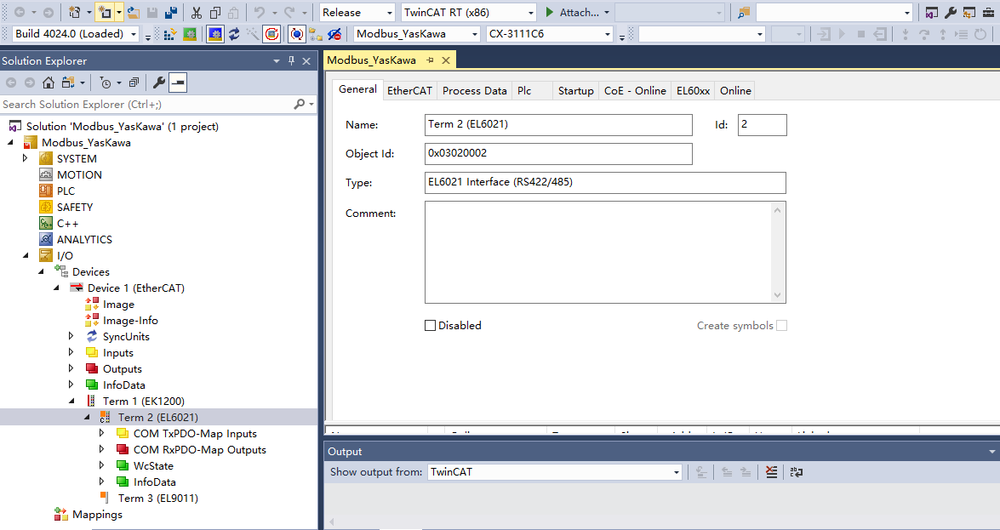 Release
TwinCAT RT (x86)
Attach...
Build 4024.0 (Loaded)
Modbus_YasKawa
CX-3111C6
Solution Explorer
Search Solution Explorer (Ctrl+;)
Solution 'Modbus_YasKawa' (1 project)
Modbus_YasKawa
SYSTEM
MOTION
PLC
SAFETY
C++
ANALYTICS
I/O
Devices
Device 1 (EtherCAT)
Image
Image-Info
SyncUnits
Inputs
Outputs
InfoData
Term 1 (EK1200)
Term 2 (EL6021)
COM TxPDO-Map Inputs
COM RxPDO-Map Outputs
WcState
InfoData
Term 3 (EL9011)
Mappings
Modbus_YasKawa
General
EtherCAT
Process Data
Plc
Startup
CoE - Online
EL60xx
Online
Name:
Term 2 (EL6021)
Id:
2
Object Id:
0x03020002
Type:
EL6021 Interface (RS422/485)
Comment:
Disabled
Create symbols
Output
Show output from:
TwinCAT